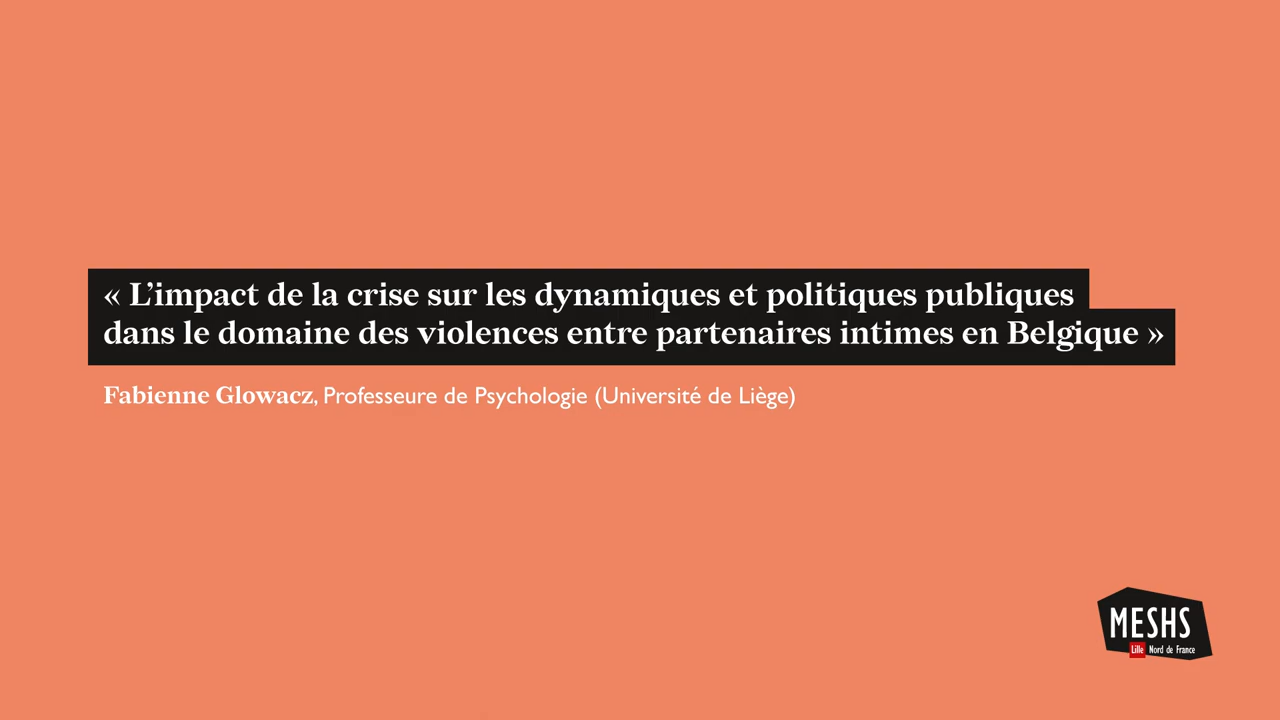 « L’impact de la crise sur les dynamiques et politiques publiques
dans le domaine des violences entre partenaires intimes en Belgique »
Fabienne Glowacz, Professeure de Psychologie (Université de Liège)
MESHS
Lille Nord de France